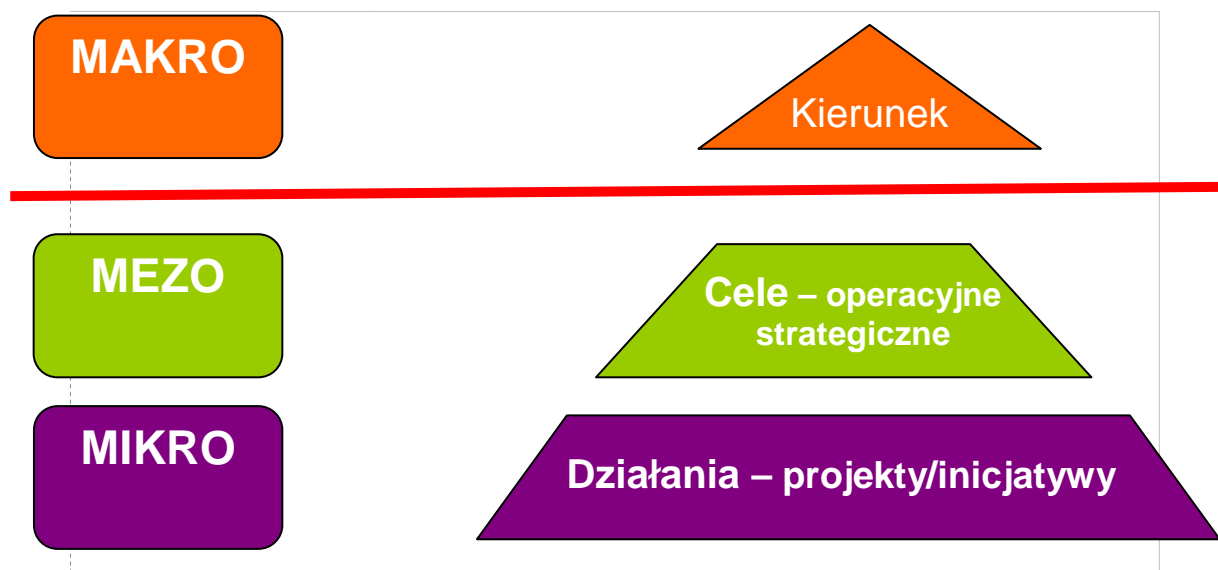 MAKRO
Kierunek
MEZO
Cele – operacyjne
strategiczne
MIKRO
Działania – projekty/inicjatywy